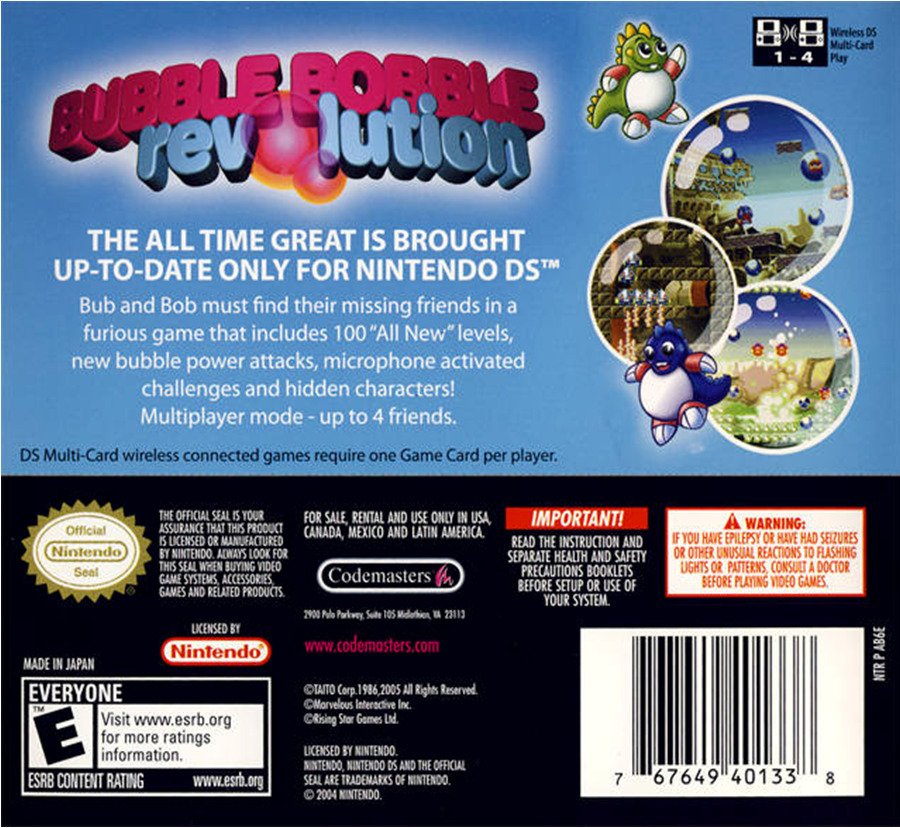 BUBBLE BOBBLE
revolution
Wireless DS
Multi-Card
Play
1 - 4
THE ALL TIME GREAT IS BROUGHT
UP-TO-DATE ONLY FOR NINTENDO DS™
Bub and Bob must find their missing friends in a
furious game that includes 100 “All New” levels,
new bubble power attacks, microphone activated
challenges and hidden characters!
Multiplayer mode - up to 4 friends.
DS Multi-Card wireless connected games require one Game Card per player.
Official
Nintendo
Seal
®
THE OFFICIAL SEAL IS YOUR
ASSURANCE THAT THIS PRODUCT
IS LICENSED OR MANUFACTURED
BY NINTENDO. ALWAYS LOOK FOR
THIS SEAL WHEN BUYING VIDEO
GAME SYSTEMS, ACCESSORIES,
GAMES AND RELATED PRODUCTS.
LICENSED BY
Nintendo®
MADE IN JAPAN
EVERYONE
TM
E
Visit www.esrb.org
for more ratings
information.
ESRB CONTENT RATING www.esrb.org
FOR SALE, RENTAL AND USE ONLY IN USA,
CANADA, MEXICO AND LATIN AMERICA.
Codemasters
2900 Polo Parkway, Suite 105 Midlothian, VA 23113
www.codemasters.com
©TAITO Corp.1986,2005 All Rights Reserved.
©Marvelous Interactive Inc.
©Rising Star Games Ltd.
LICENSED BY NINTENDO.
NINTENDO, NINTENDO DS AND THE OFFICIAL
SEAL ARE TRADEMARKS OF NINTENDO.
© 2004 NINTENDO.
IMPORTANT!
READ THE INSTRUCTION AND
SEPARATE HEALTH AND SAFETY
PRECAUTIONS BOOKLETS
BEFORE SETUP OR USE OF
YOUR SYSTEM.
WARNING:
IF YOU HAVE EPILEPSY OR HAVE HAD SEIZURES
OR OTHER UNUSUAL REACTIONS TO FLASHING
LIGHTS OR PATTERNS, CONSULT A DOCTOR
BEFORE PLAYING VIDEO GAMES.
NTR P AB6E
7 67649 40133 8